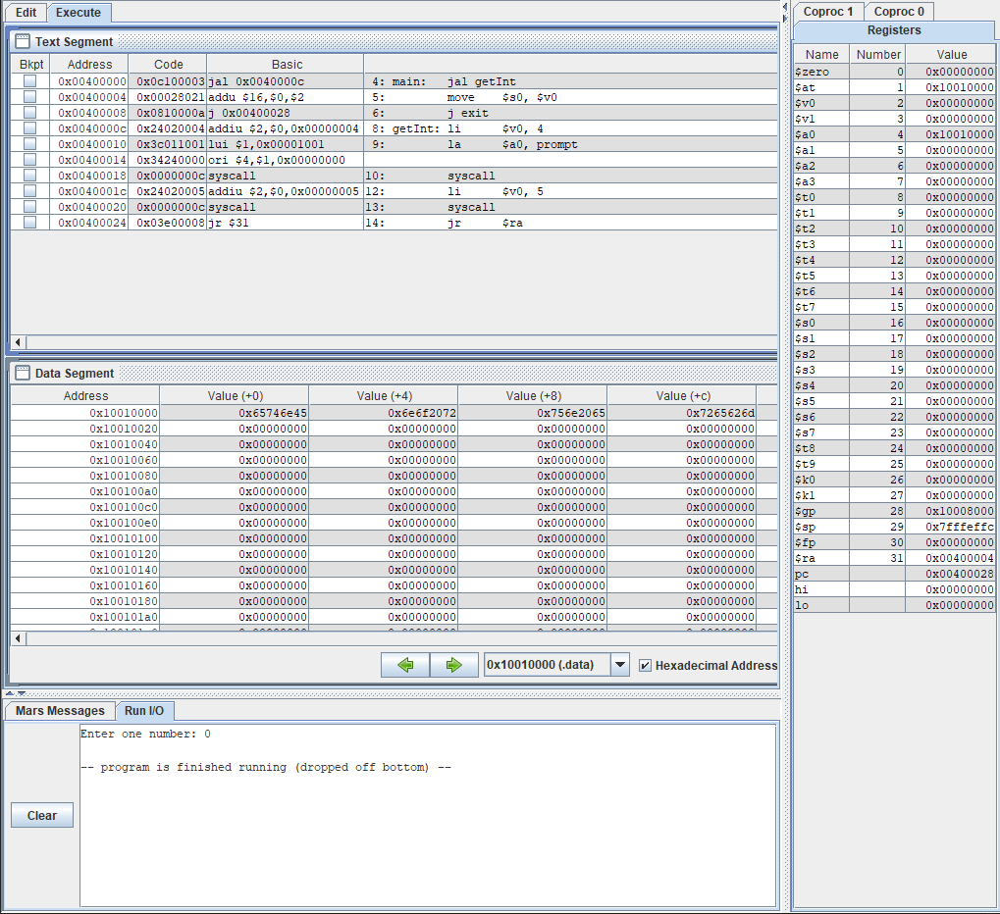 Edit Execute
Text Segment
Bkpt Address Code Basic
0x00400000 0x0c100003 jal 0x0040000c 4: main: jal getInt
0x00400004 0x00028021 addu $16,$0,$2 5: move $s0, $v0
0x00400008 0x0810000a j 0x00400028 6: j exit
0x0040000c 0x24020004 addiu $2,$0,0x00000004 8: getInt: li $v0, 4
0x00400010 0x3c011001 lui $1,0x00001001 9: la $a0, prompt
0x00400014 0x34240000 ori $4,$1,0x00000000
0x00400018 0x0000000c syscall 10: syscall
0x0040001c 0x24020005 addiu $2,$0,0x00000005 12: li $v0, 5
0x00400020 0x0000000c syscall 13: syscall
0x00400024 0x03e00008 jr $31 14: jr $ra
Data Segment
Address Value (+0) Value (+4) Value (+8) Value (+c)
0x10010000 0x65746e45 0x6e6f2072 0x756e2065 0x7265626d
0x10010020 0x00000000 0x00000000 0x00000000 0x00000000
0x10010040 0x00000000 0x00000000 0x00000000 0x00000000
0x10010060 0x00000000 0x00000000 0x00000000 0x00000000
0x10010080 0x00000000 0x00000000 0x00000000 0x00000000
0x100100a0 0x00000000 0x00000000 0x00000000 0x00000000
0x100100c0 0x00000000 0x00000000 0x00000000 0x00000000
0x100100e0 0x00000000 0x00000000 0x00000000 0x00000000
0x10010100 0x00000000 0x00000000 0x00000000 0x00000000
0x10010120 0x00000000 0x00000000 0x00000000 0x00000000
0x10010140 0x00000000 0x00000000 0x00000000 0x00000000
0x10010160 0x00000000 0x00000000 0x00000000 0x00000000
0x10010180 0x00000000 0x00000000 0x00000000 0x00000000
0x100101a0 0x00000000 0x00000000 0x00000000 0x00000000
0x10010000 (.data) Hexadecimal Address
Mars Messages Run I/O
Enter one number: 0
-- program is finished running (dropped off bottom) --
Clear
Coproc 1 Coproc 0
Registers
Name Number Value
$zero 0 0x00000000
$at 1 0x10010000
$v0 2 0x00000000
$v1 3 0x00000000
$a0 4 0x10010000
$a1 5 0x00000000
$a2 6 0x00000000
$a3 7 0x00000000
$t0 8 0x00000000
$t1 9 0x00000000
$t2 10 0x00000000
$t3 11 0x00000000
$t4 12 0x00000000
$t5 13 0x00000000
$t6 14 0x00000000
$t7 15 0x00000000
$s0 16 0x00000000
$s1 17 0x00000000
$s2 18 0x00000000
$s3 19 0x00000000
$s4 20 0x00000000
$s5 21 0x00000000
$s6 22 0x00000000
$s7 23 0x00000000
$t8 24 0x00000000
$t9 25 0x00000000
$k0 26 0x00000000
$k1 27 0x00000000
$gp 28 0x10008000
$sp 29 0x7fffeffc
$fp 30 0x00000000
$ra 31 0x00400004
pc 0x00400028
hi 0x00000000
lo 0x00000000